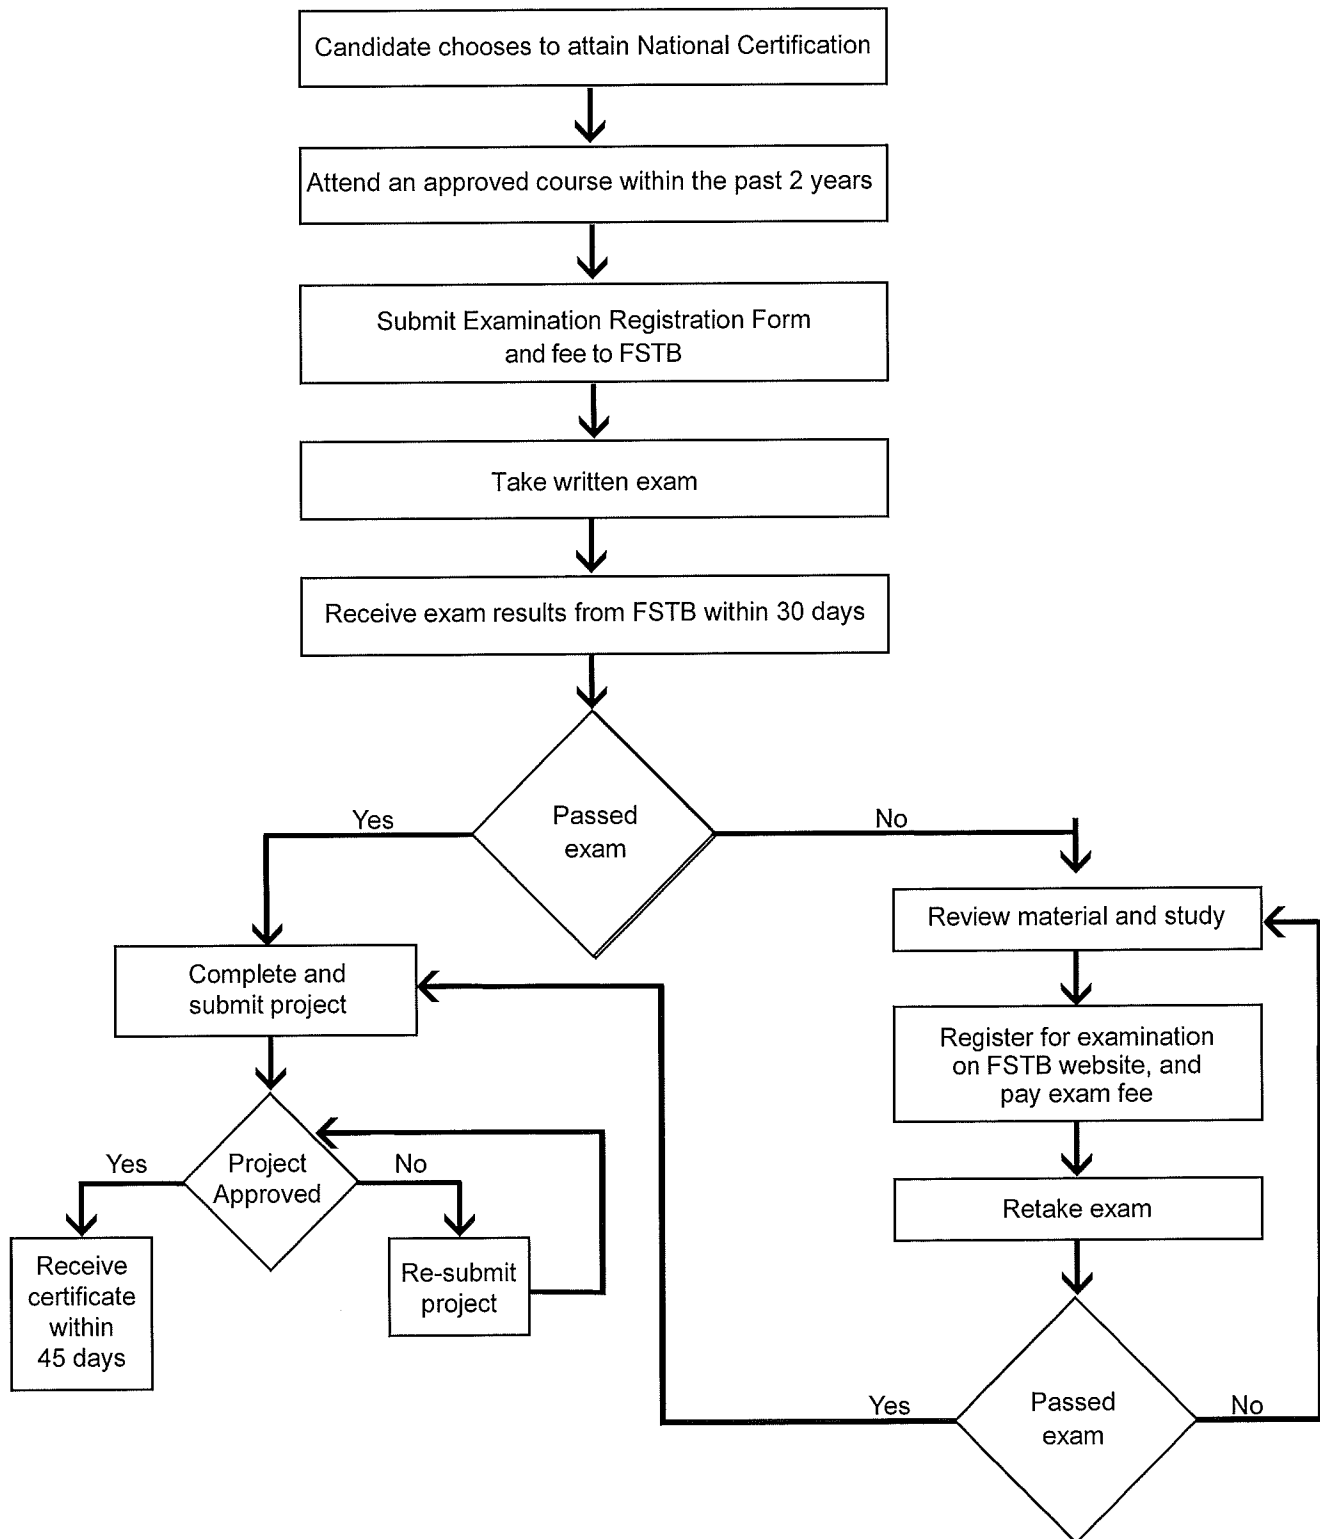 Candidate chooses to attain National Certification
Attend an approved course within the past 2 years
Submit Examination Registration Form
and fee to FSTB
Take written exam
Receive exam results from FSTB within 30 days
Passed
exam
Yes
No
Complete and
submit project
Project
Approved
Yes
No
Receive
certificate
within
45 days
Re-submit
project
Review material and study
Register for examination
on FSTB website, and
pay exam fee
Retake exam
Passed
exam
Yes
No